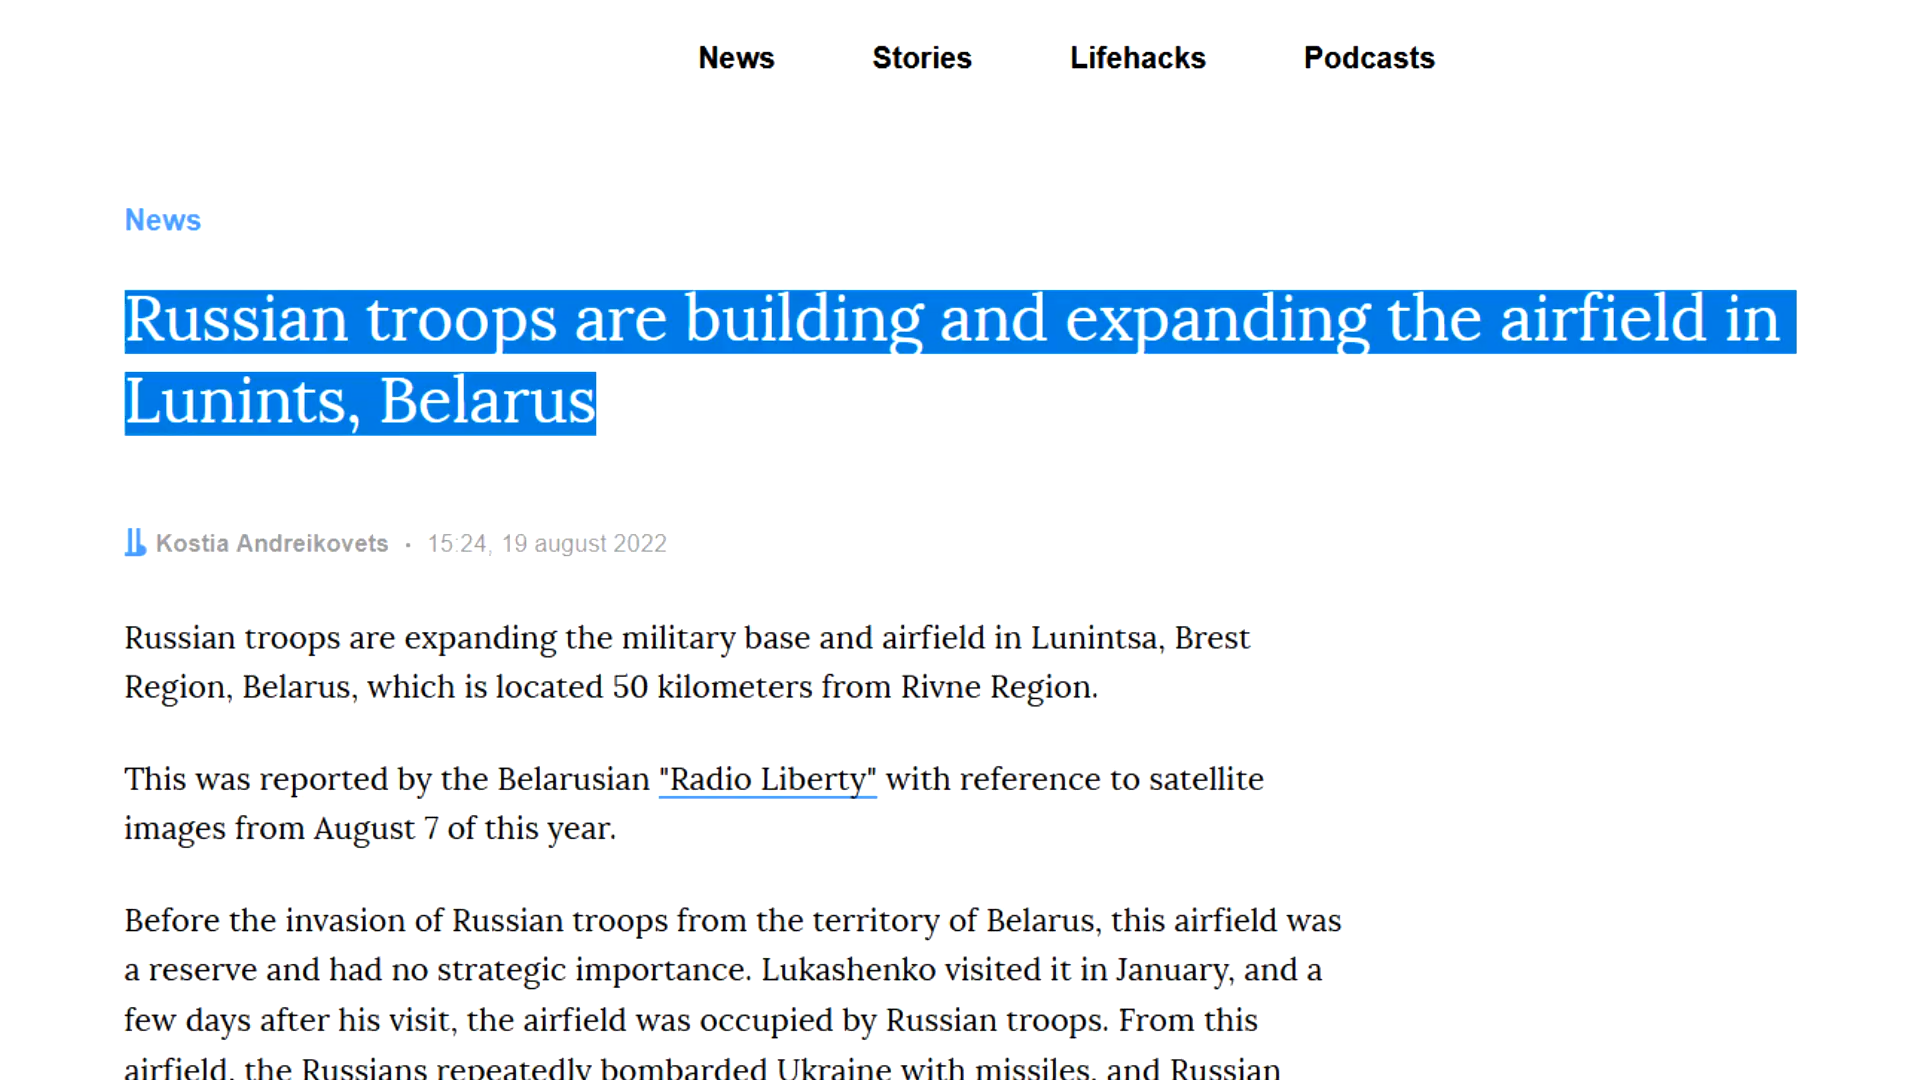 News Stories Lifehacks Podcasts
News
Russian troops are building and expanding the airfield in
Lunints, Belarus
Kostia Andreikovets · 15:24, 19 august 2022
Russian troops are expanding the military base and airfield in Lunintsa, Brest
Region, Belarus, which is located 50 kilometers from Rivne Region.
This was reported by the Belarusian "Radio Liberty" with reference to satellite
images from August 7 of this year.
Before the invasion of Russian troops from the territory of Belarus, this airfield was
a reserve and had no strategic importance. Lukashenko visited it in January, and a
few days after his visit, the airfield was occupied by Russian troops. From this
airfield, the Russians repeatedly bombarded Ukraine with missiles, and Russian